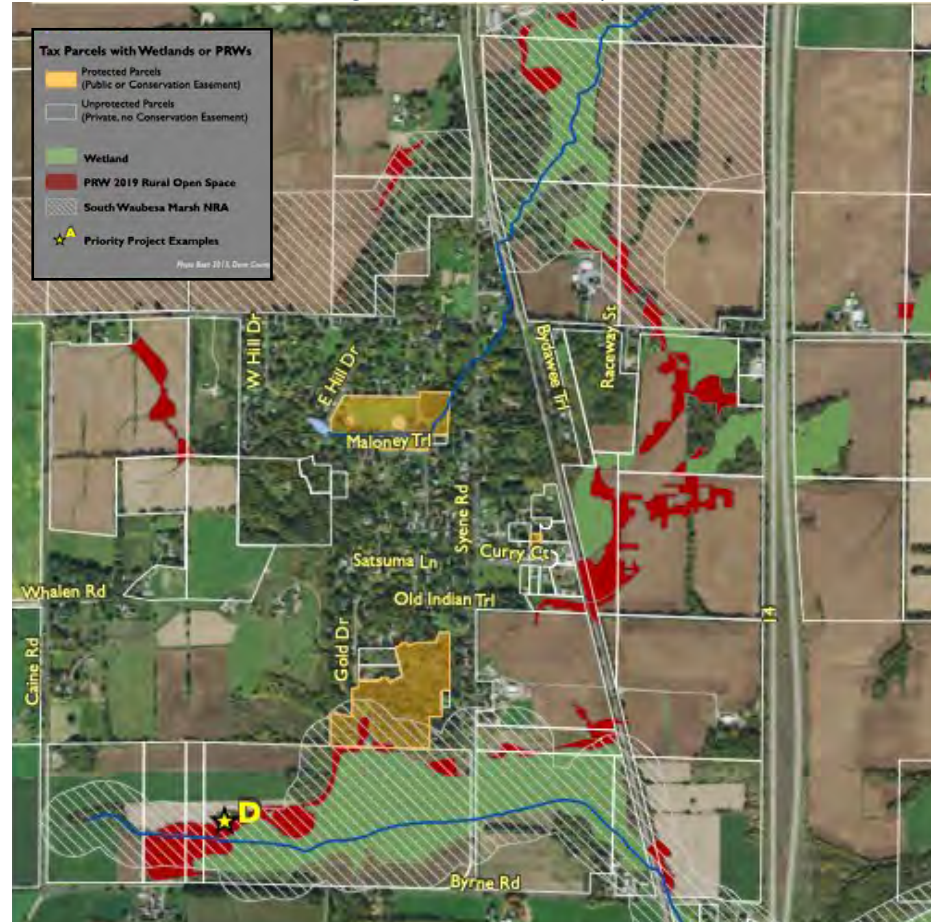 Tax Parcels with Wetlands or PRWs
Protected Parcels
(Public or Conservation Easement)
Unprotected Parcels
(Private, no Conservation Easement)
Wetland
PRW 2019 Rural Open Space
South Waubesa Marsh NRA
A
Priority Project Examples
W Hill Dr
E Hill Dr
Maloney Trl
Bydawee Trl
Raceway St
Syene Rd
Curry Ct
Satsuma Ln
Old Indian Trl
Whalen Rd
Caine Rd
Gold Dr
14
D
Byrne Rd